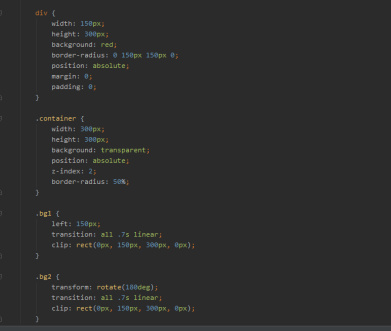 div {
width: 150px;
height: 300px;
background: red;
border-radius: 0 150px 150px 0;
position: absolute;
margin: 0;
padding: 0;
}
.container {
width: 300px;
height: 300px;
background: transparent;
position: absolute;
z-index: 2;
border-radius: 50%;
}
.bg1 {
left: 150px;
transition: all .7s linear;
clip: rect(0px, 150px, 300px, 0px);
}
.bg2 {
transform: rotate(180deg);
transition: all .7s linear;
clip: rect(0px, 150px, 300px, 0px);
}